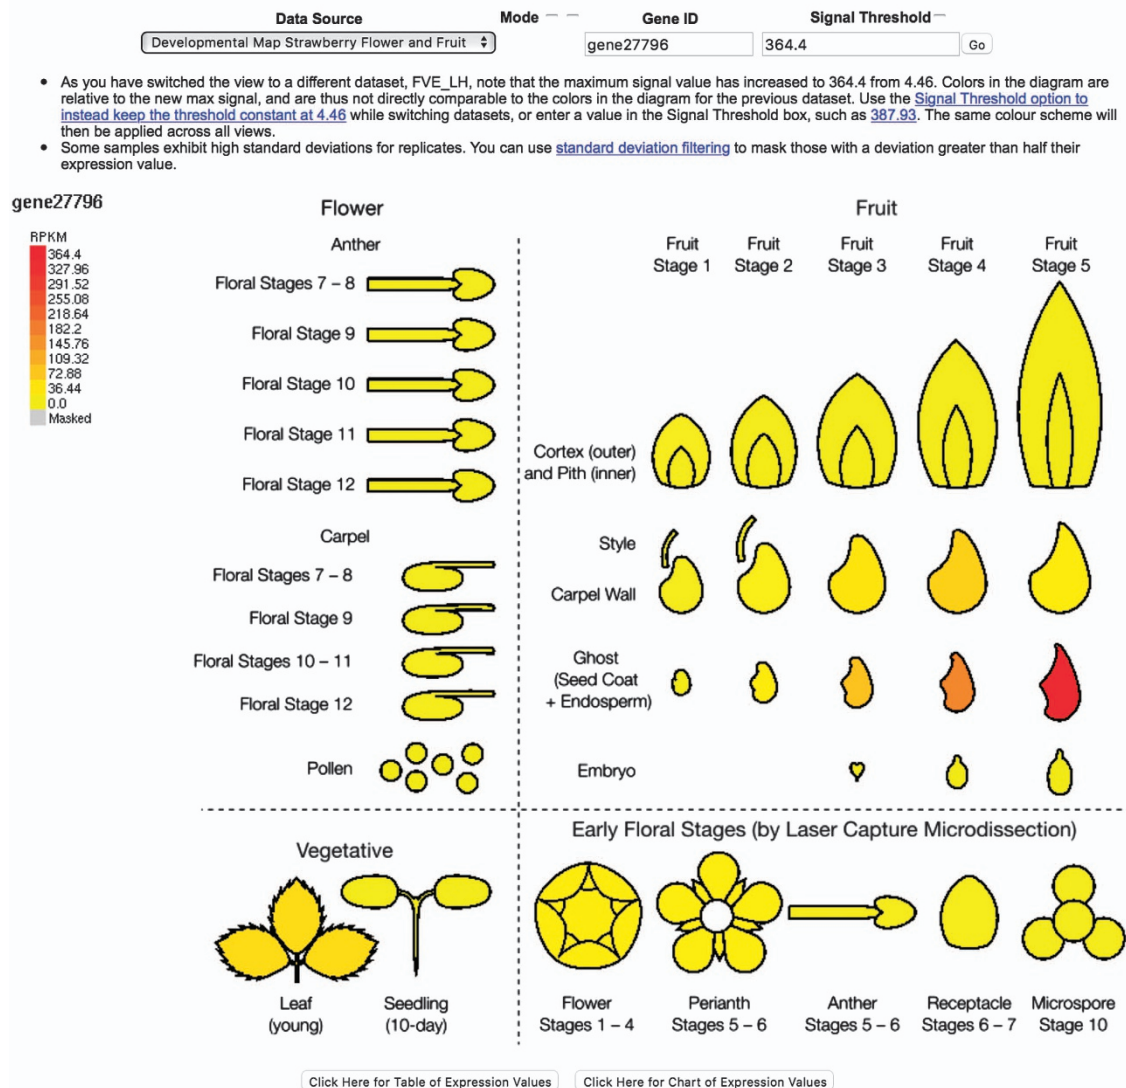 Data Source Mode Gene ID Signal Threshold
Developmental Map Strawberry Flower and Fruit gene27796 364.4 Go
• As you have switched the view to a different dataset, FVE_LH, note that the maximum signal value has increased to 364.4 from 4.46. Colors in the diagram are
relative to the new max signal, and are thus not directly comparable to the colors in the diagram for the previous dataset. Use the Signal Threshold option to
instead keep the threshold constant at 4.46 while switching datasets, or enter a value in the Signal Threshold box, such as 387.93. The same colour scheme will
then be applied across all views.
• Some samples exhibit high standard deviations for replicates. You can use standard deviation filtering to mask those with a deviation greater than half their
expression value.
gene27796
RPKM
364.4
327.96
291.52
255.08
218.64
182.2
145.76
109.32
72.88
36.44
0.0
Masked
Flower
Anther
Floral Stages 7 – 8
Floral Stage 9
Floral Stage 10
Floral Stage 11
Floral Stage 12
Carpel
Floral Stages 7 – 8
Floral Stage 9
Floral Stages 10 – 11
Floral Stage 12
Pollen
Fruit
Fruit Fruit Fruit Fruit Fruit
Stage 1 Stage 2 Stage 3 Stage 4 Stage 5
Cortex (outer)
and Pith (inner)
Style
Carpel Wall
Ghost
(Seed Coat
+ Endosperm)
Embryo
Vegetative
Leaf Seedling
(young) (10-day)
Early Floral Stages (by Laser Capture Microdissection)
Flower Perianth Anther Receptacle Microspore
Stages 1 – 4 Stages 5 – 6 Stages 5 – 6 Stages 6 – 7 Stage 10
Click Here for Table of Expression Values Click Here for Chart of Expression Values